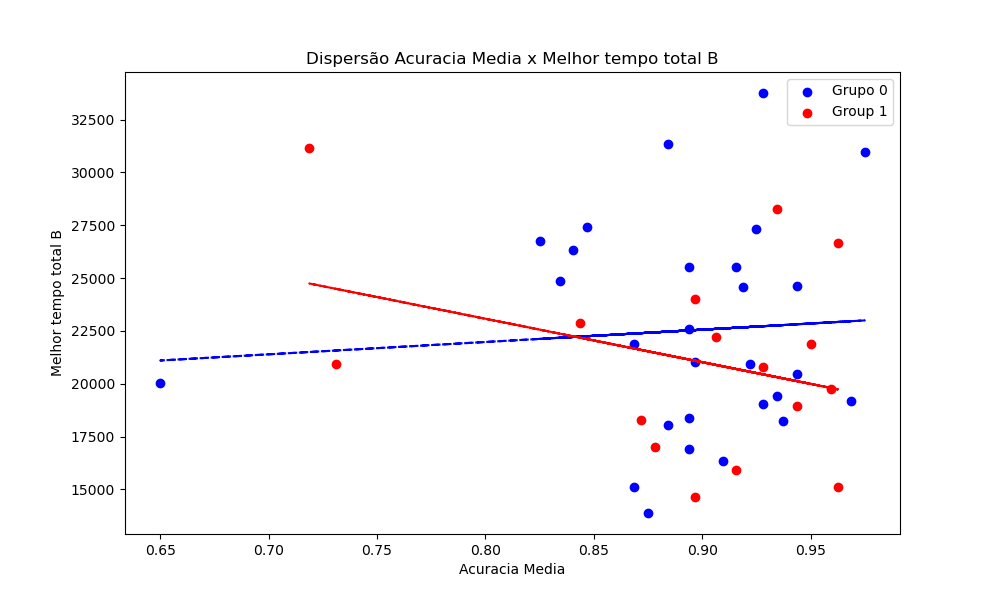 Dispersão Acuracia Media x Melhor tempo total B
Grupo 0
Group 1
32500
30000
27500
25000
22500
20000
17500
15000
Melhor tempo total B
0.65 0.70 0.75 0.80 0.85 0.90 0.95
Acuracia Media